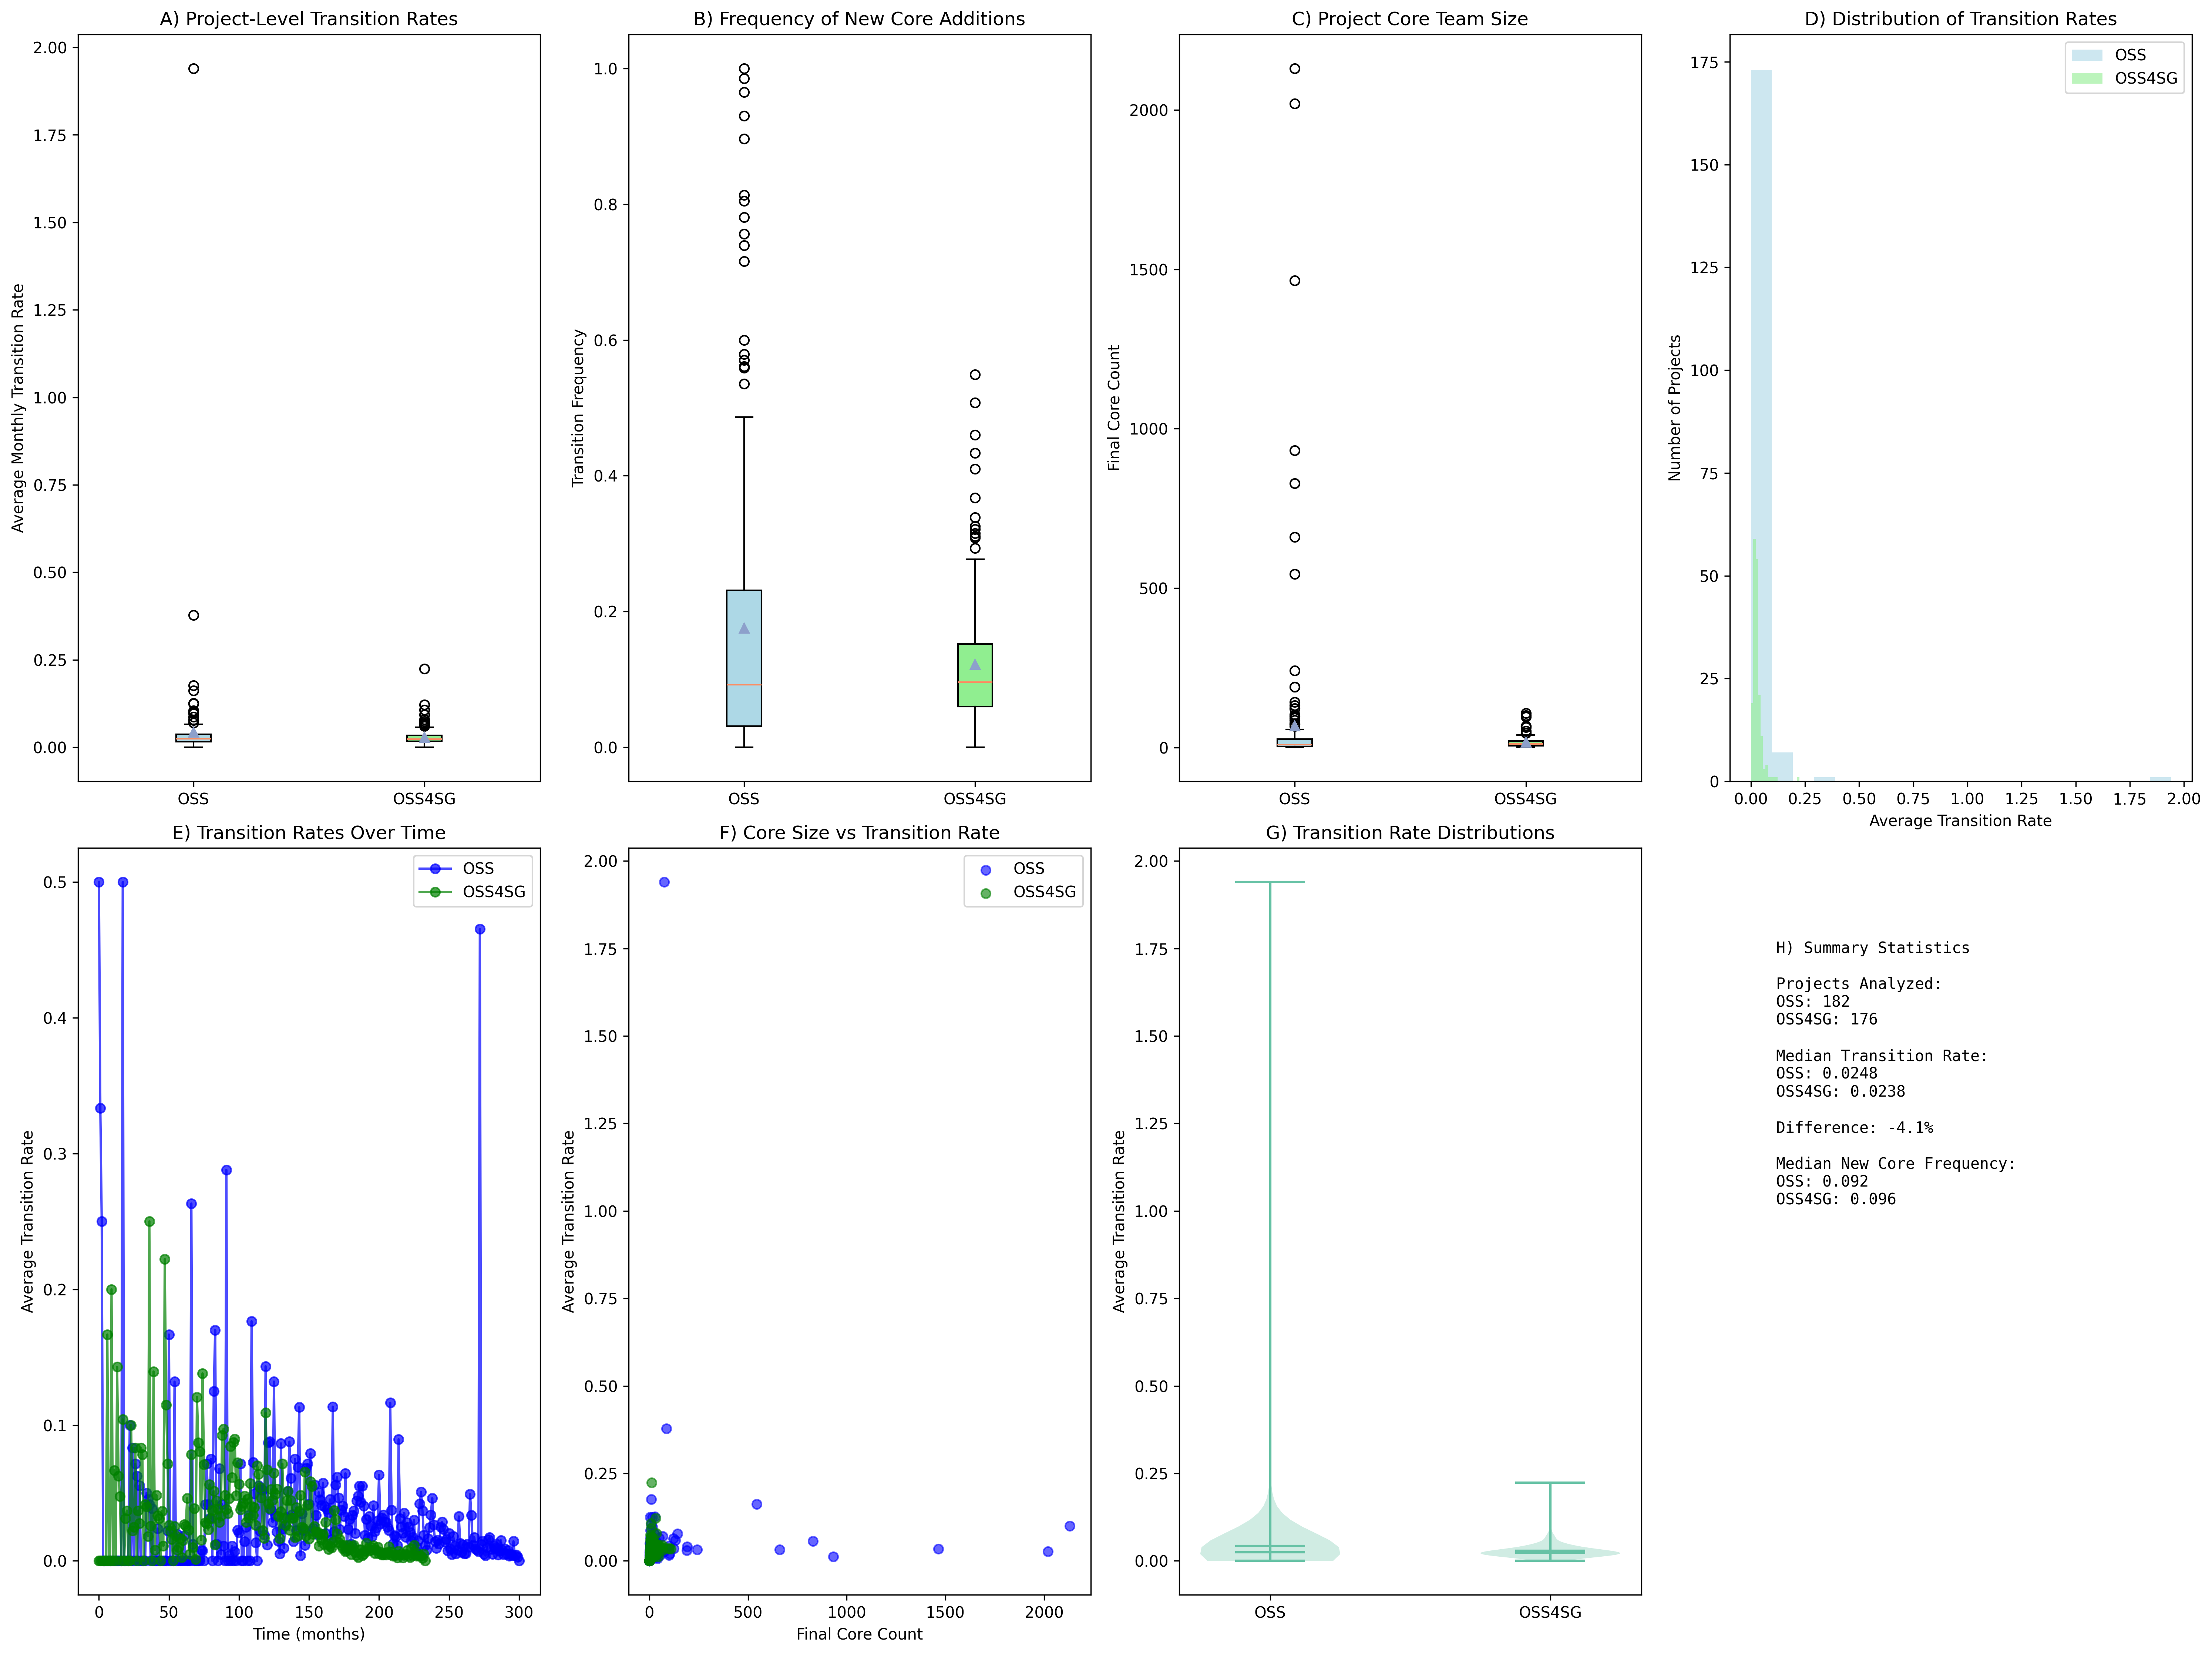 A) Project-Level Transition Rates
Average Monthly Transition Rate
2.00
1.75
1.50
1.25
1.00
0.75
0.50
0.25
0.00
OSS
OSS4SG
B) Frequency of New Core Additions
Transition Frequency
1.0
0.8
0.6
0.4
0.2
0.0
OSS
OSS4SG
C) Project Core Team Size
Final Core Count
2000
1500
1000
500
0
OSS
OSS4SG
D) Distribution of Transition Rates
OSS
OSS4SG
Number of Projects
175
150
125
100
75
50
25
0
0.00 0.25 0.50 0.75 1.00 1.25 1.50 1.75 2.00
Average Transition Rate
E) Transition Rates Over Time
OSS
OSS4SG
Average Transition Rate
0.5
0.4
0.3
0.2
0.1
0.0
0 50 100 150 200 250 300
Time (months)
F) Core Size vs Transition Rate
OSS
OSS4SG
Average Transition Rate
2.00
1.75
1.50
1.25
1.00
0.75
0.50
0.25
0.00
0 500 1000 1500 2000
Final Core Count
G) Transition Rate Distributions
Average Transition Rate
2.00
1.75
1.50
1.25
1.00
0.75
0.50
0.25
0.00
OSS
OSS4SG
H) Summary Statistics
Projects Analyzed:
OSS: 182
OSS4SG: 176
Median Transition Rate:
OSS: 0.0248
OSS4SG: 0.0238
Difference: -4.1%
Median New Core Frequency:
OSS: 0.092
OSS4SG: 0.096